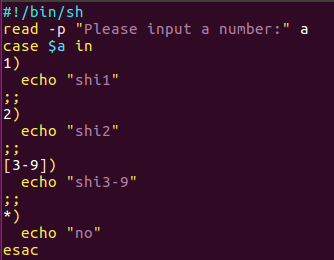 #!/bin/sh
read -p "Please input a number:" a
case $a in
1)
  echo "shi1"
;;
2)
  echo "shi2"
;;
[3-9])
  echo "shi3-9"
;;
*)
  echo "no"
esac